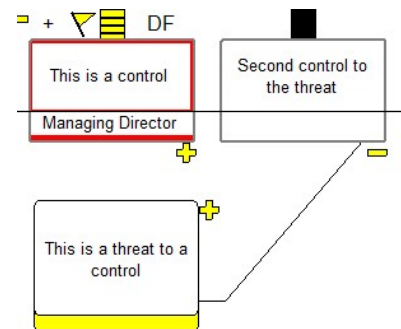 DF
This is a control
Managing Director
Second control to
the threat
This is a threat to a
control